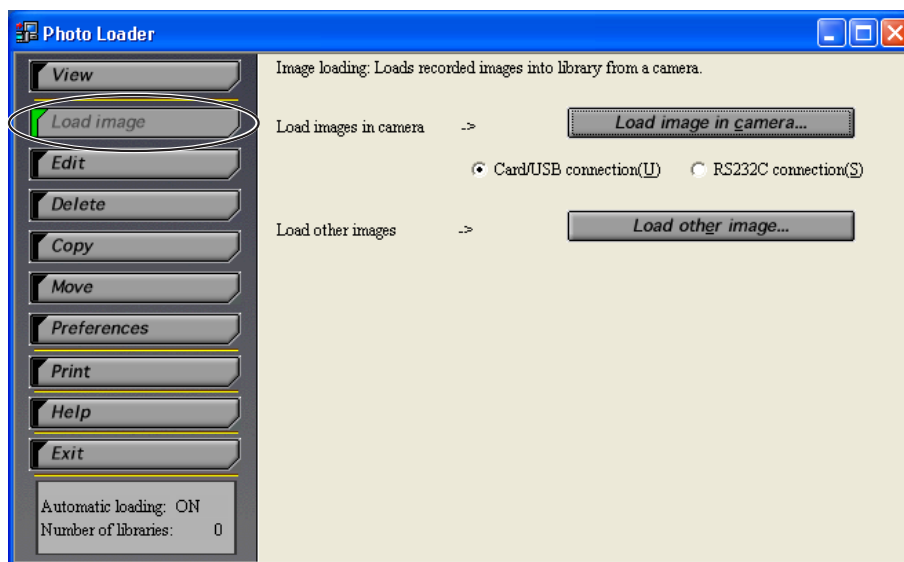 Photo Loader
View
Load image
Edit
Delete
Copy
Move
Preferences
Print
Help
Exit
Automatic loading: ON
Number of libraries: 0
Image loading: Loads recorded images into library from a camera.
Load images in camera -> Load image in camera...
Card/USB connection(U) RS232C connection(S)
Load other images -> Load other image...